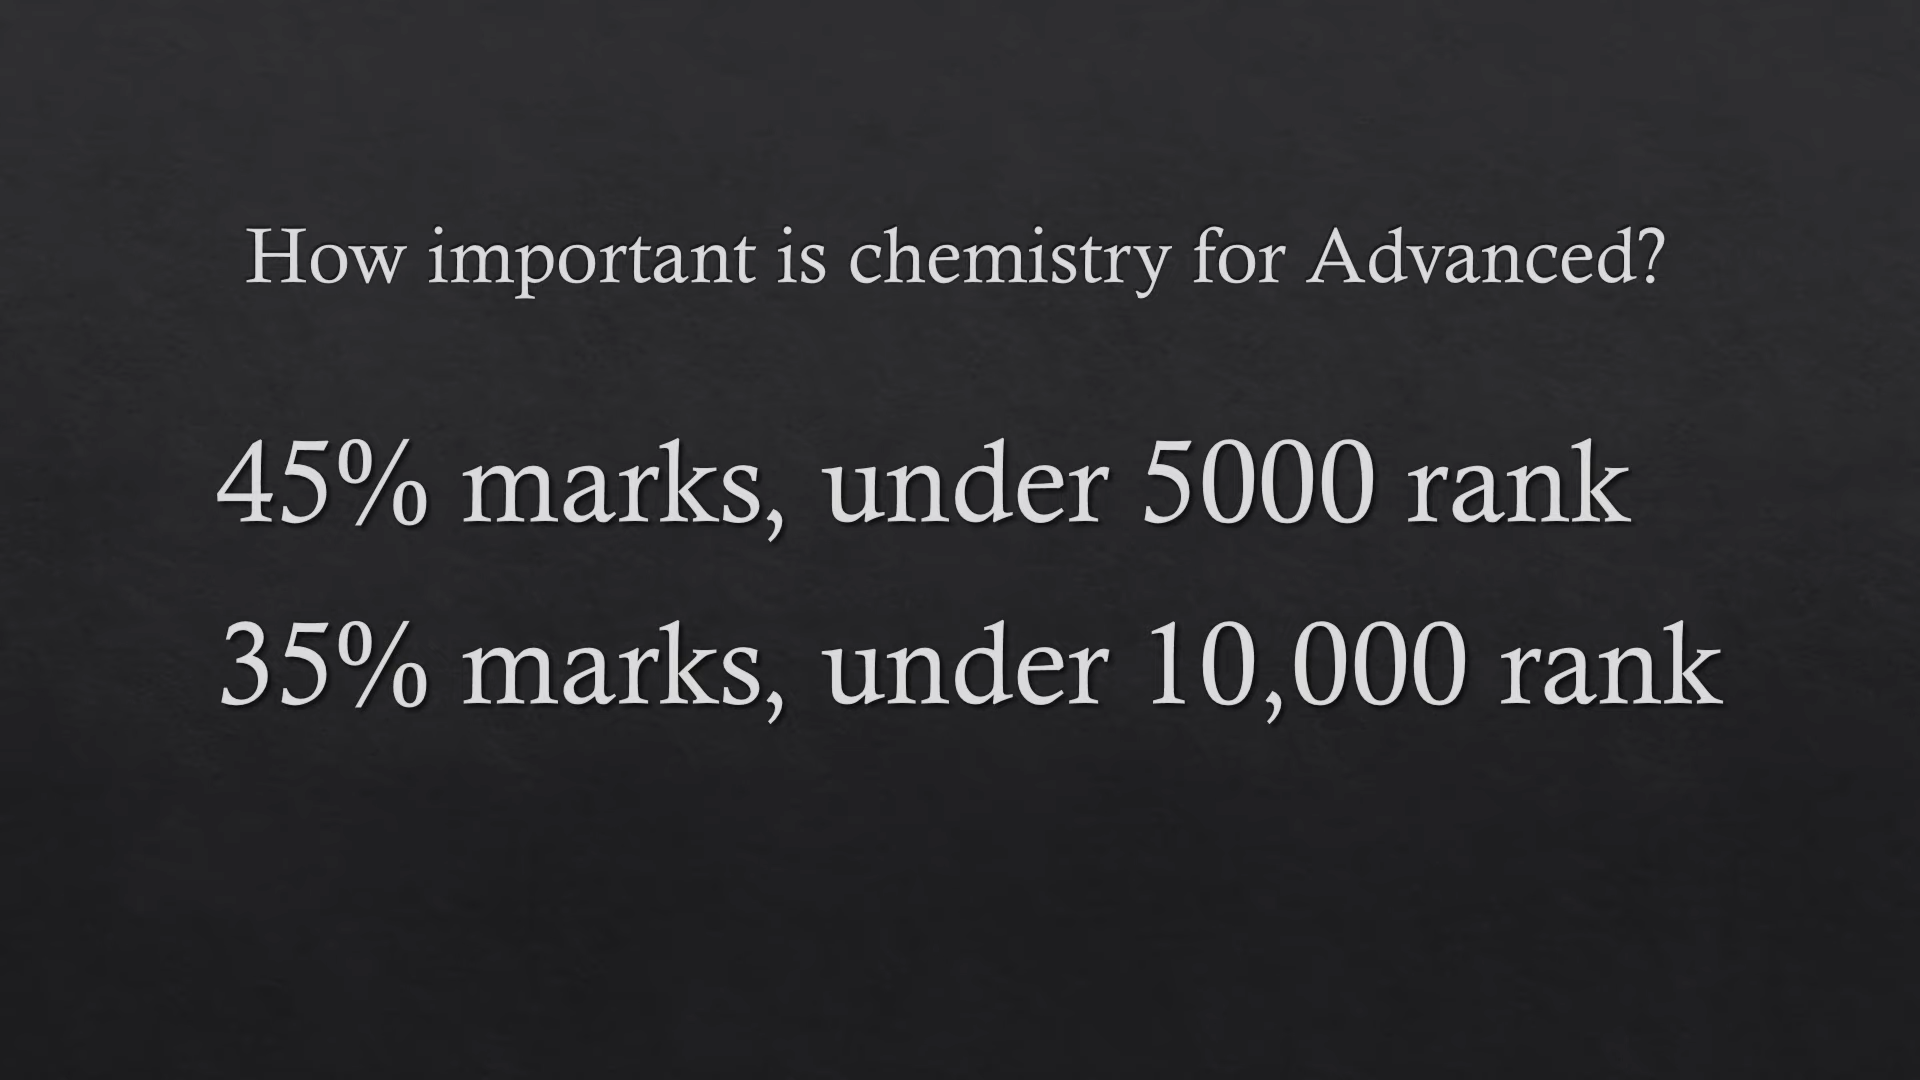 How important is chemistry for Advanced?
45% marks, under 5000 rank
35% marks, under 10,000 rank